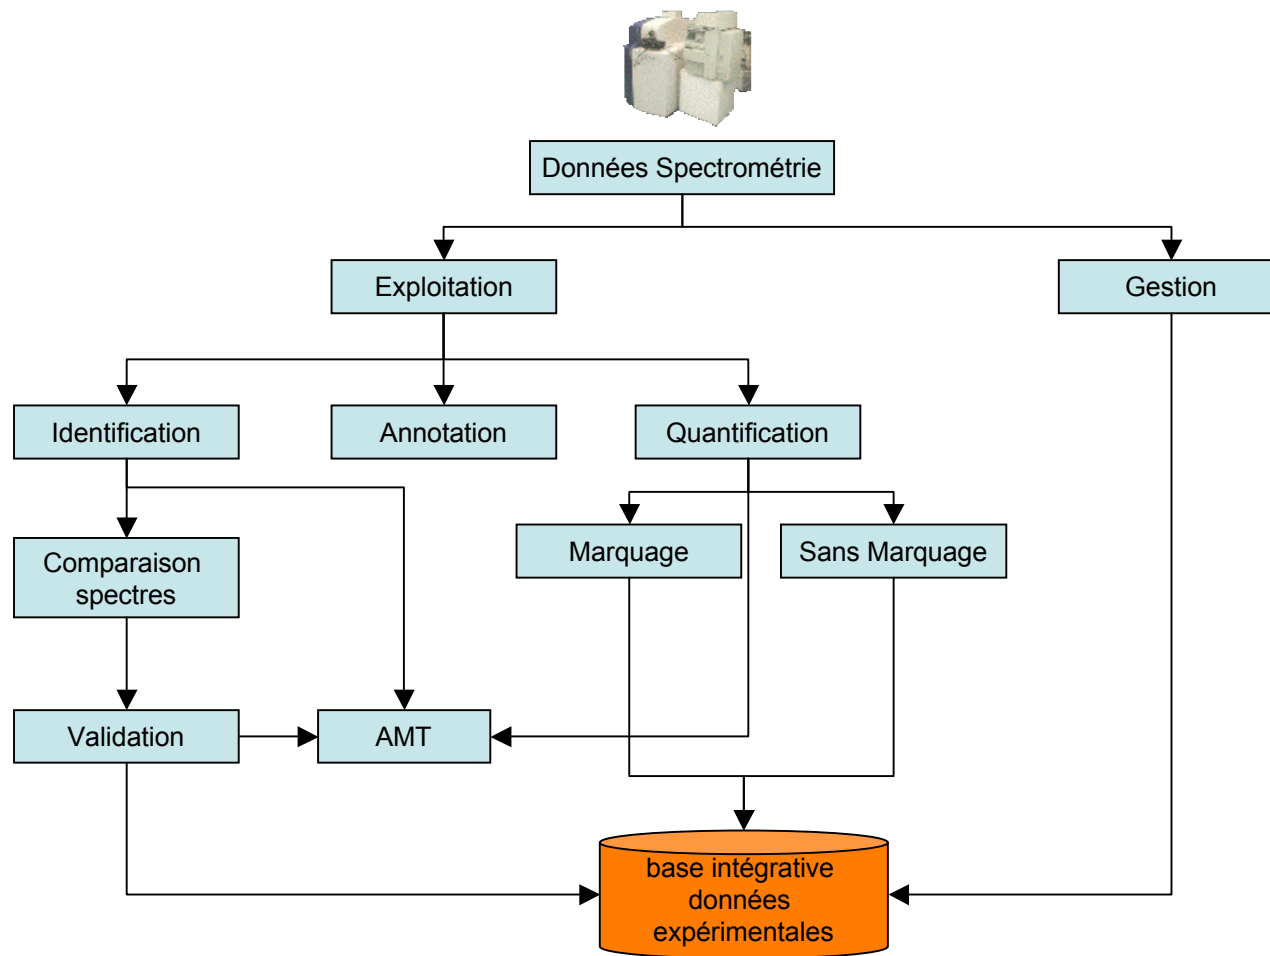 Données Spectrométrie
Exploitation
Gestion
Identification
Annotation
Quantification
Marquage
Sans Marquage
Comparaison
spectres
Validation
AMT
base intégrative
données
expérimentales